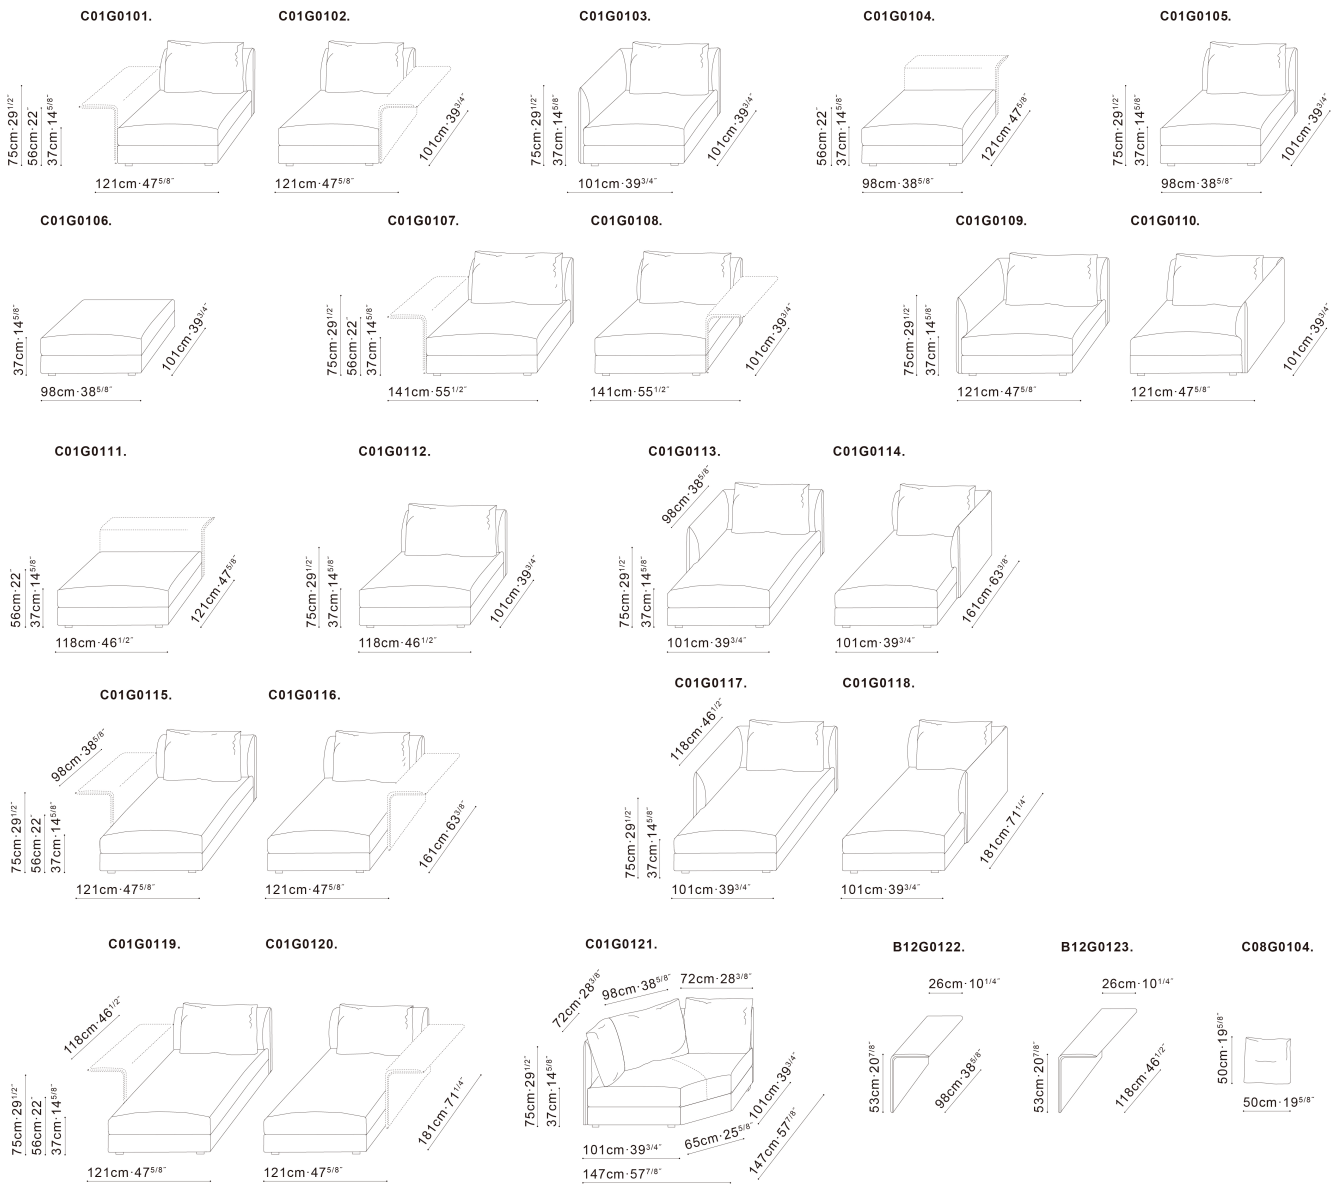 C01G0101. C01G0102. C01G0103. C01G0104. C01G0105.
75cm·29 1/2″
56cm·22″
37cm·14 5/8″
121cm·47 5/8″
121cm·47 5/8″
101cm·39 3/4″
75cm·29 1/2″
37cm·14 5/8″
101cm·39 3/4″
101cm·39 3/4″
56cm·22″
37cm·14 5/8″
98cm·38 5/8″
121cm·47 5/8″
75cm·29 1/2″
37cm·14 5/8″
98cm·38 5/8″
101cm·39 3/4″
C01G0106. C01G0107. C01G0108. C01G0109. C01G0110.
37cm·14 5/8″
98cm·38 5/8″
101cm·39 3/4″
75cm·29 1/2″
56cm·22″
37cm·14 5/8″
141cm·55 1/2″
141cm·55 1/2″
101cm·39 3/4″
75cm·29 1/2″
37cm·14 5/8″
121cm·47 5/8″
121cm·47 5/8″
101cm·39 3/4″
C01G0111. C01G0112. C01G0113. C01G0114.
56cm·22″
37cm·14 5/8″
118cm·46 1/2″
121cm·47 5/8″
75cm·29 1/2″
37cm·14 5/8″
118cm·46 1/2″
101cm·39 3/4″
98cm·38 5/8″
75cm·29 1/2″
37cm·14 5/8″
101cm·39 3/4″
101cm·39 3/4″
161cm·63 3/8″
C01G0115. C01G0116. C01G0117. C01G0118.
98cm·38 5/8″
75cm·29 1/2″
56cm·22″
37cm·14 5/8″
121cm·47 5/8″
121cm·47 5/8″
161cm·63 3/8″
118cm·46 1/2″
75cm·29 1/2″
37cm·14 5/8″
101cm·39 3/4″
101cm·39 3/4″
181cm·71 1/4″
C01G0119. C01G0120. C01G0121. B12G0122. B12G0123. C08G0104.
118cm·46 1/2″
75cm·29 1/2″
56cm·22″
37cm·14 5/8″
121cm·47 5/8″
121cm·47 5/8″
181cm·71 1/4″
72cm·28 3/8″
98cm·38 5/8″
72cm·28 3/8″
75cm·29 1/2″
37cm·14 5/8″
101cm·39 3/4″
147cm·57 7/8″
65cm·25 5/8″
101cm·39 3/4″
147cm·57 7/8″
26cm·10 1/4″
53cm·20 7/8″
98cm·38 5/8″
26cm·10 1/4″
53cm·20 7/8″
118cm·46 1/2″
50cm·19 5/8″
50cm·19 5/8″